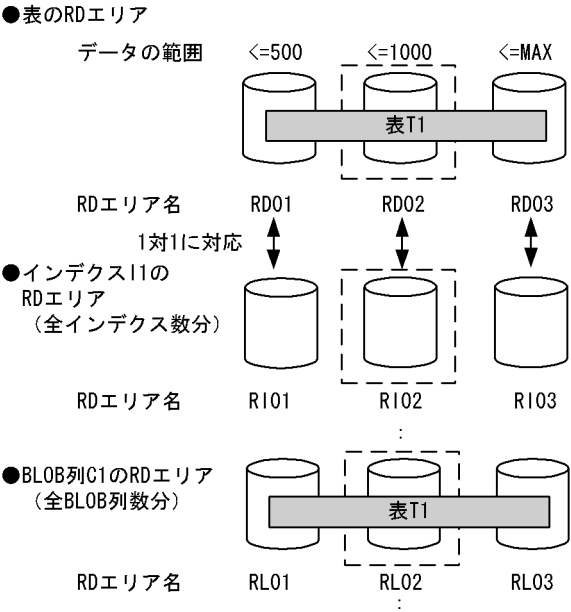 ●表のRDエリア
データの範囲 <=500 <=1000 <=MAX
表T1
RDエリア名 RD01 RD02 RD03
1対1に対応
●インデクスI1の
RDエリア
(全インデクス数分)
RDエリア名 RI01 RI02 RI03
:
●BLOB列C1のRDエリア
(全BLOB列数分)
表T1
RDエリア名 RL01 RL02 RL03
: